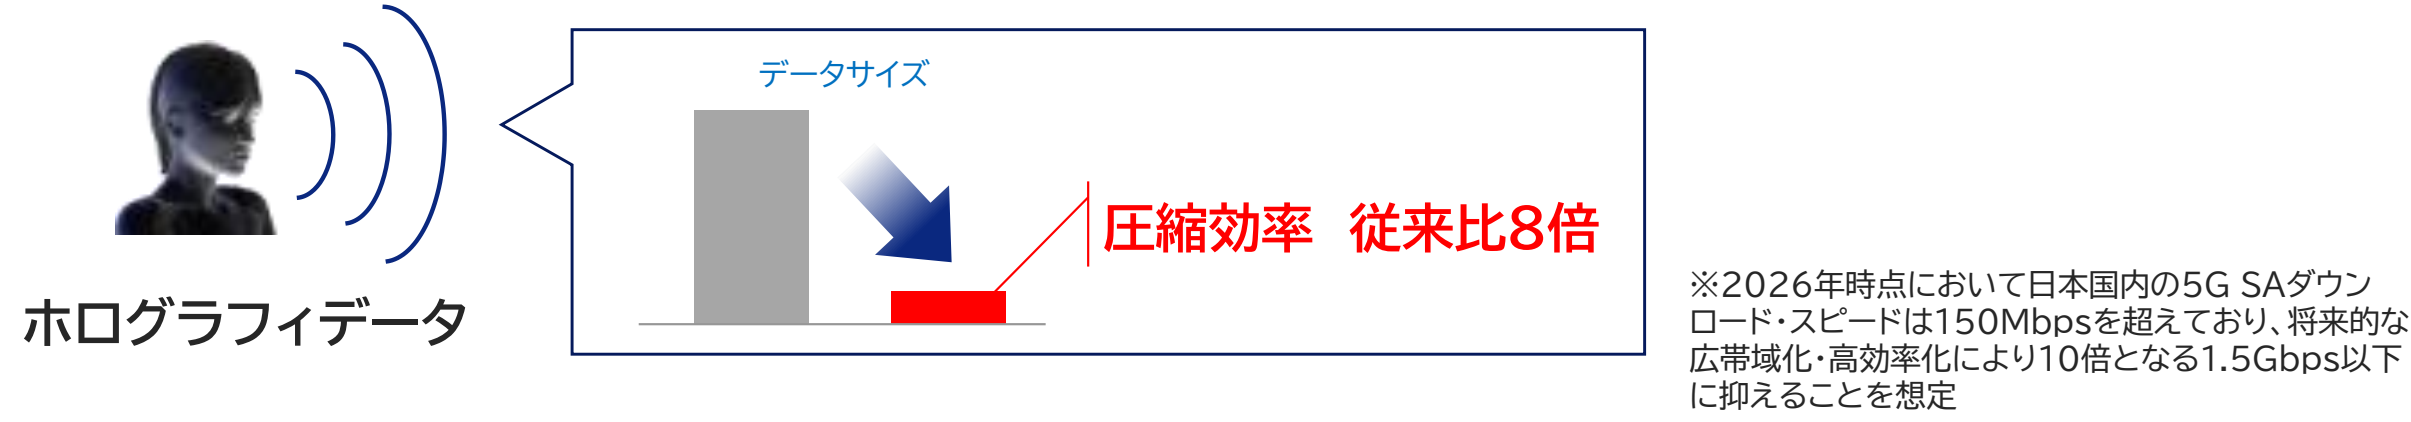 データサイズ
圧縮効率　従来比8倍
ホログラフィデータ
※2026年時点において日本国内の5G SAダウン
ロード・スピードは150Mbpsを超えており、将来的な
広帯域化・高効率化により10倍となる1.5Gbps以下
に抑えることを想定